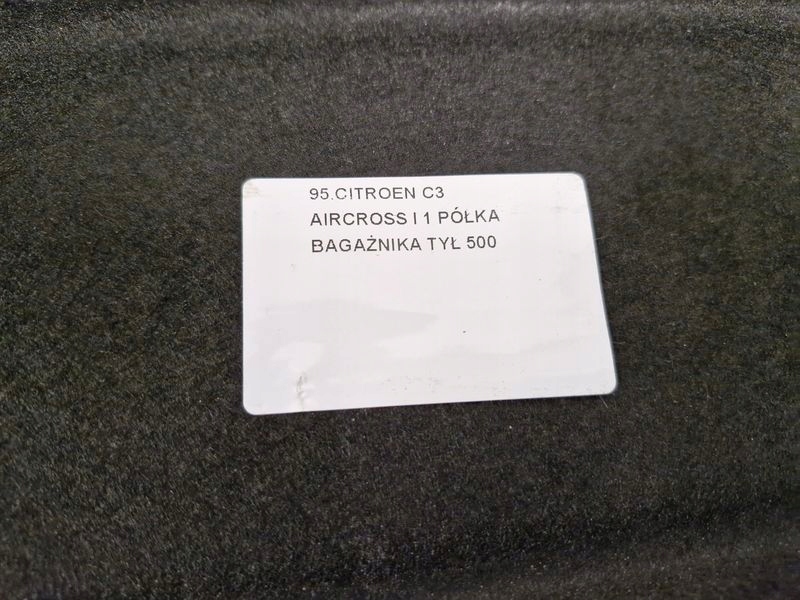 95.CITROEN C3
AIRCROSS I 1 PÓŁKA
BAGAŻNIKA TYŁ 500